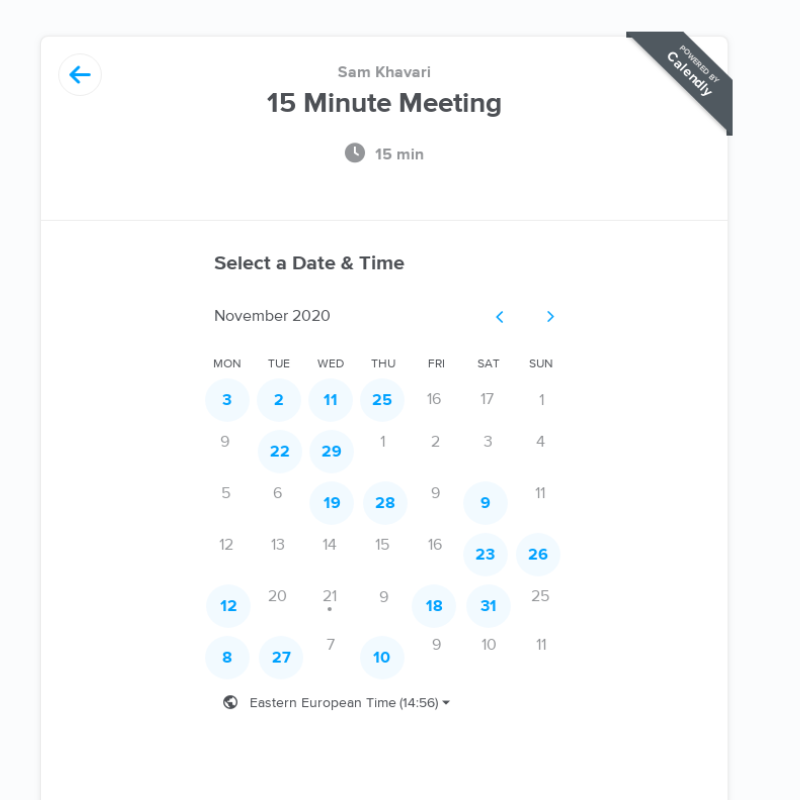 POWERED BY
Calendly
Sam Khavari
15 Minute Meeting
15 min
Select a Date & Time
November 2020
MON TUE WED THU FRI SAT SUN
3 2 11 25 16 17 1
9 22 29 1 2 3 4
5 6 19 28 9 9 11
12 13 14 15 16 23 26
12 20 21 9 18 31 25
8 27 7 10 9 10 11
Eastern European Time (14:56)